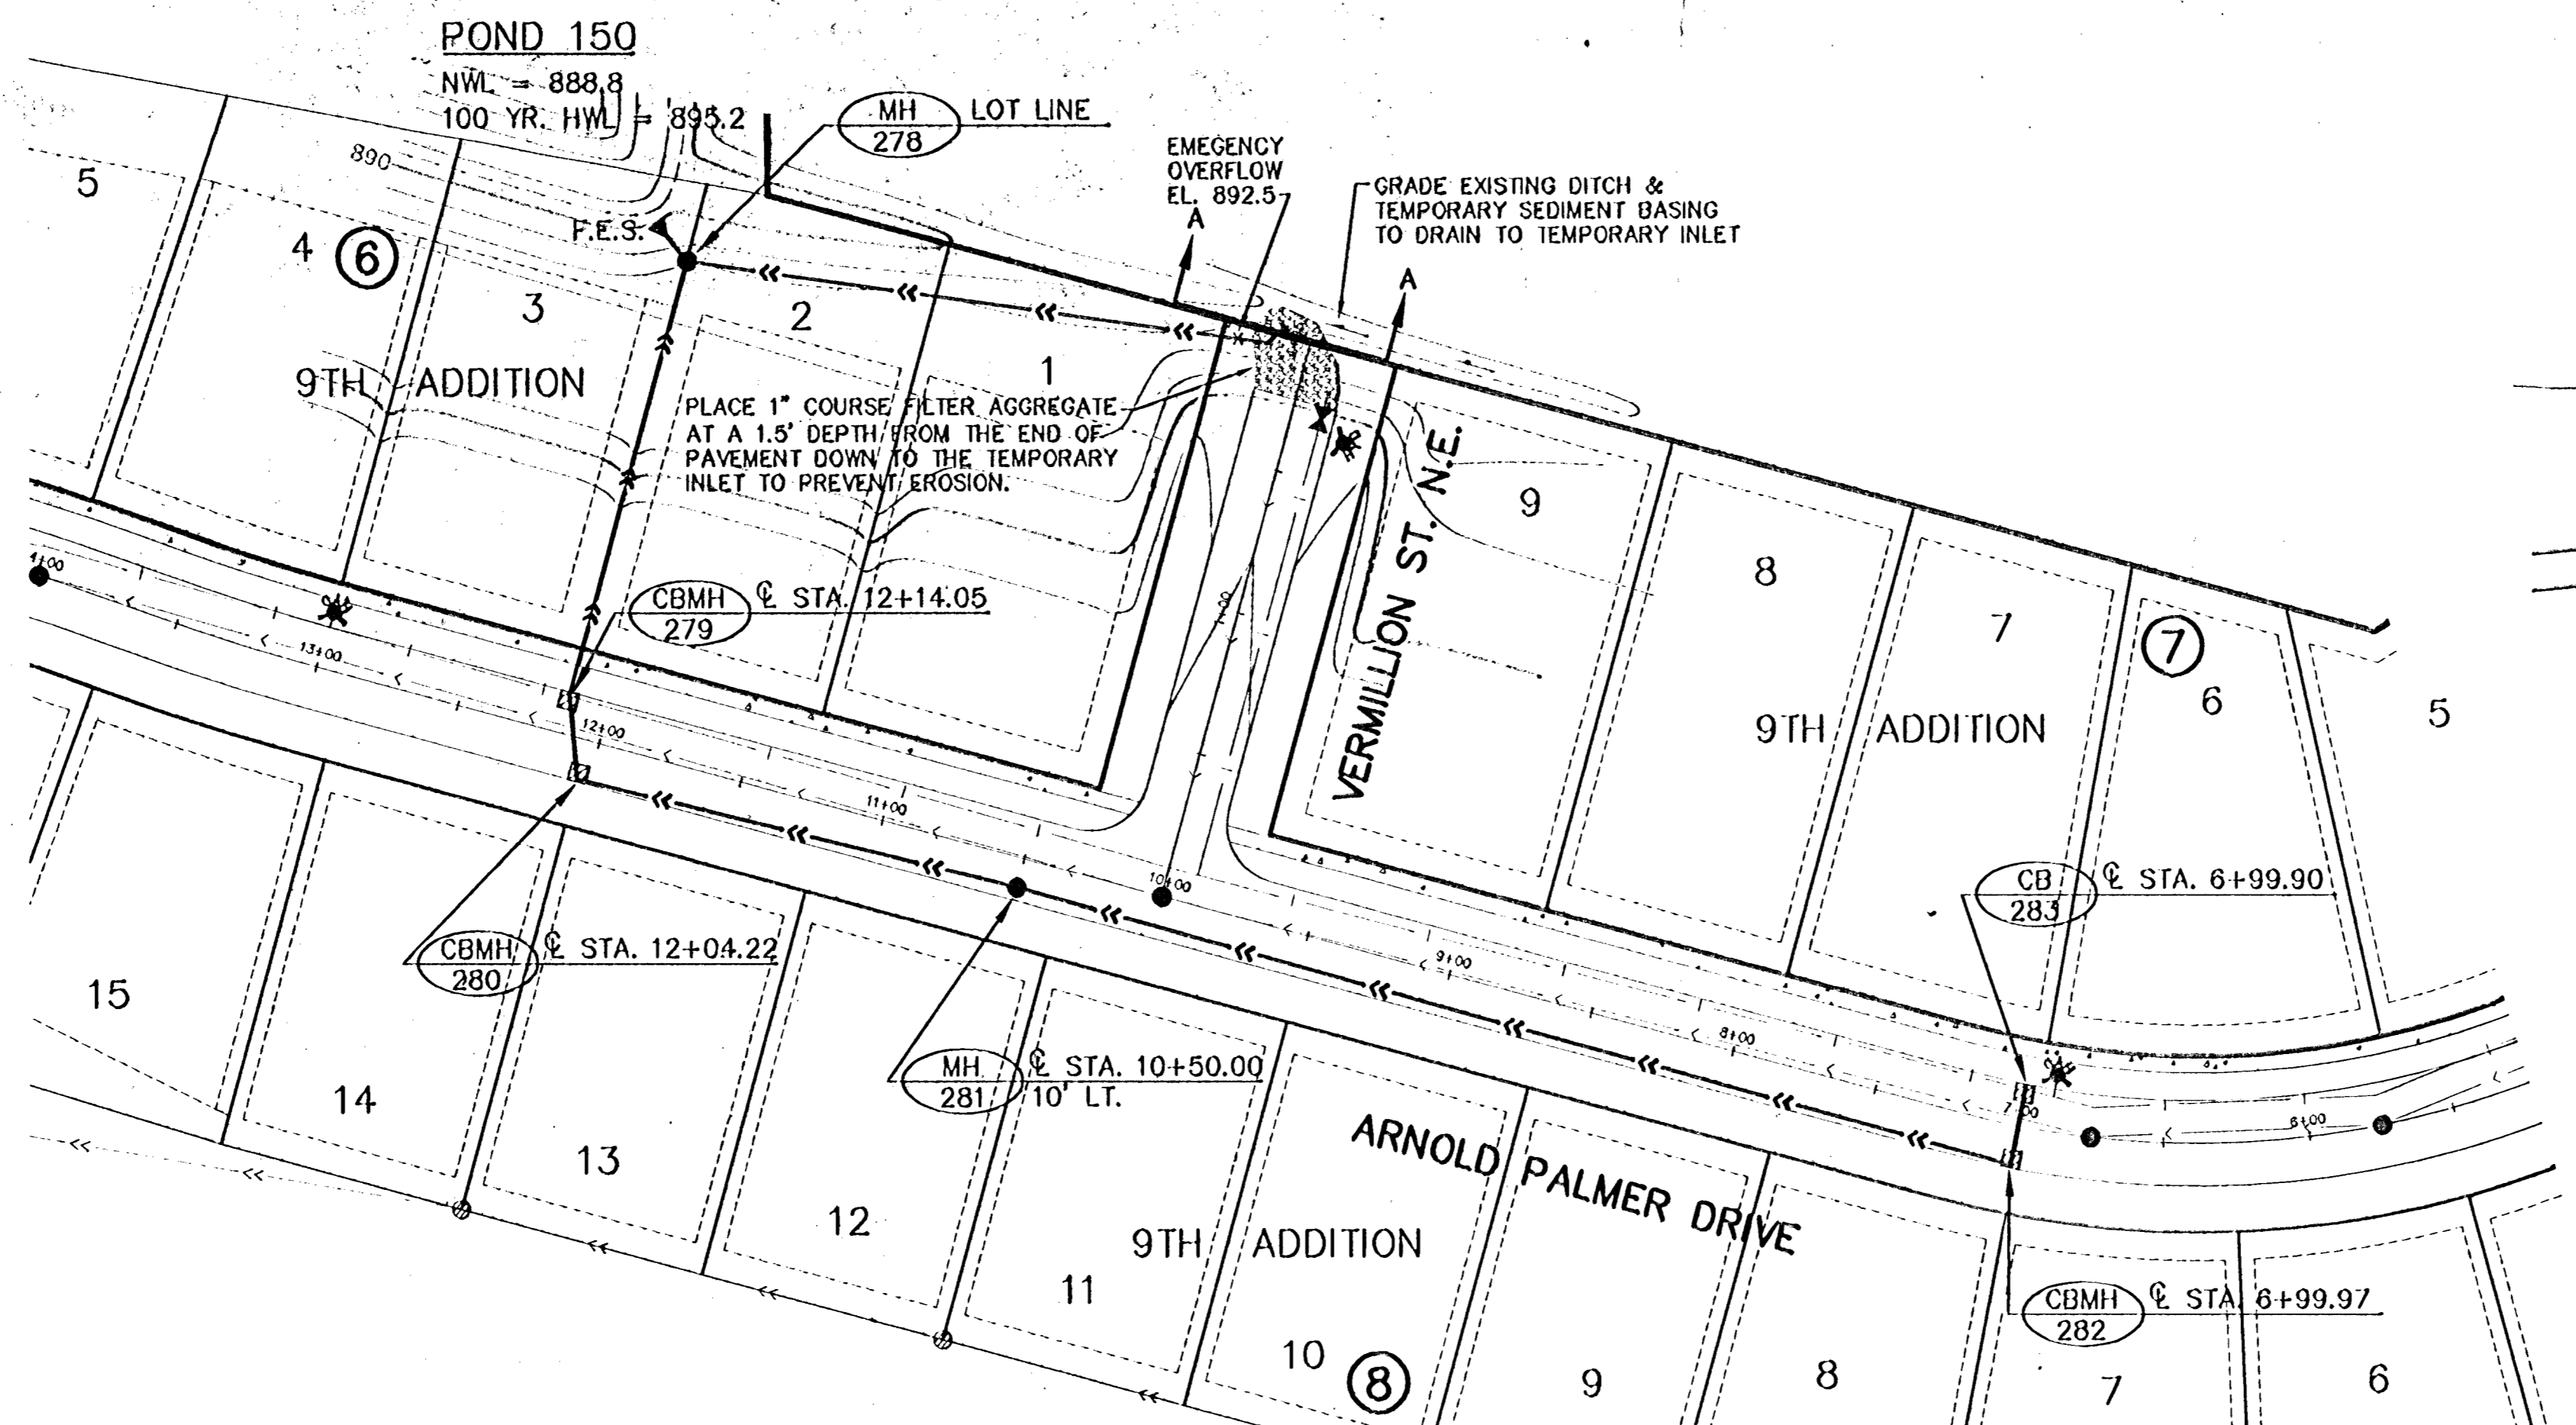 POND 150
NWL = 888.8
100 YR. HWL = 895.2
890
MH
278
LOT LINE
EMEGENCY
OVERFLOW
EL. 892.5
A
GRADE EXISTING DITCH &
TEMPORARY SEDIMENT BASING
TO DRAIN TO TEMPORARY INLET
A
F.E.S.
5
4
6
3
2
1
9TH ADDITION
PLACE 1" COURSE FILTER AGGREGATE
AT A 1.5' DEPTH FROM THE END OF
PAVEMENT DOWN TO THE TEMPORARY
INLET TO PREVENT EROSION.
VERMILLION ST. N.E.
9
8
7
7
6
5
9TH ADDITION
CBMH
279
℄ STA. 12+14.05
13+00
12+00
11+00
1+00
10+00
9+00
8+00
7+00
6+00
CB
283
℄ STA. 6+99.90
CBMH
280
℄ STA. 12+04.22
MH
281
℄ STA. 10+50.00
10' LT.
ARNOLD PALMER DRIVE
15
14
13
12
11
10
8
9
8
7
6
9TH ADDITION
CBMH
282
℄ STA. 6+99.97